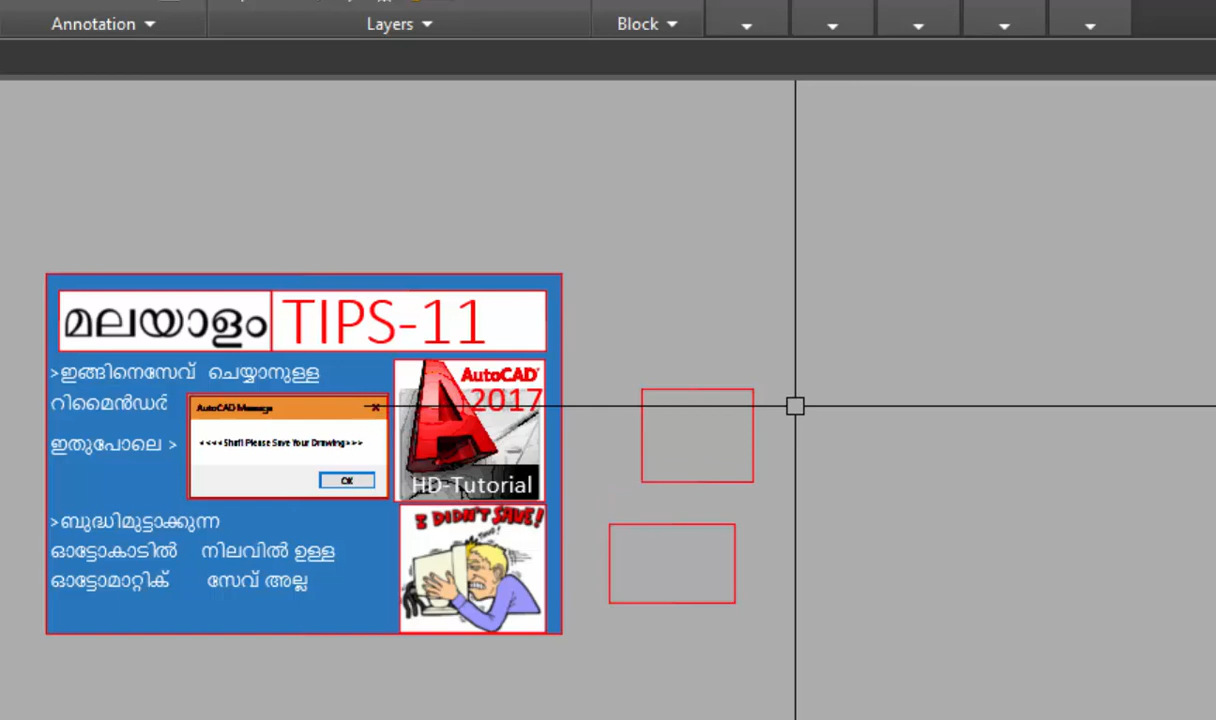 Annotation
Layers
Block
മലയാളം TIPS-11
>ഇങ്ങിനെസേവ് ചെയ്യാനുള്ള
റിമൈൻഡർ
ഇതുപോലെ >
AutoCAD Message
<<<<Sha!! Please Save Your Drawing>>>
OK
AutoCAD
2017
HD-Tutorial
>ബുദ്ധിമുട്ടാക്കുന്ന
ഓട്ടോകാടിൽ നിലവിൽ ഉള്ള
ഓട്ടോമാറ്റിക് സേവ് അല്ല
I DIDN'T SAVE!